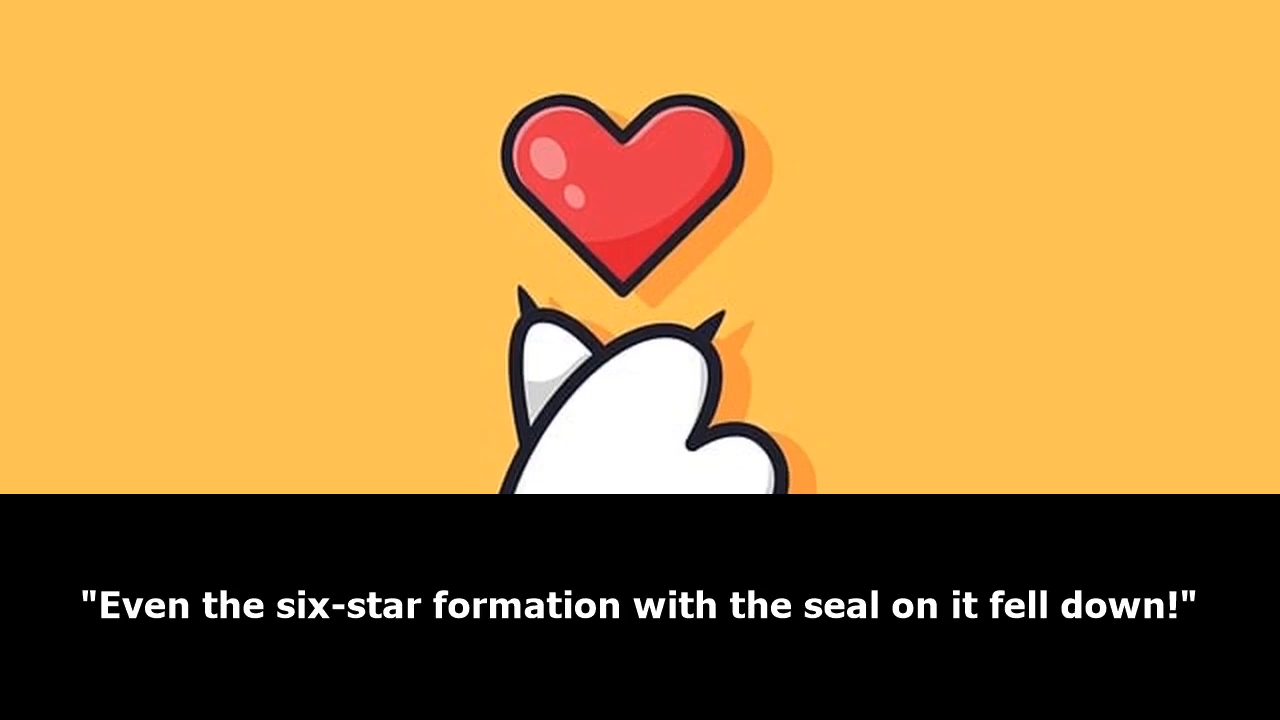 "Even the six-star formation with the seal on it fell down!"